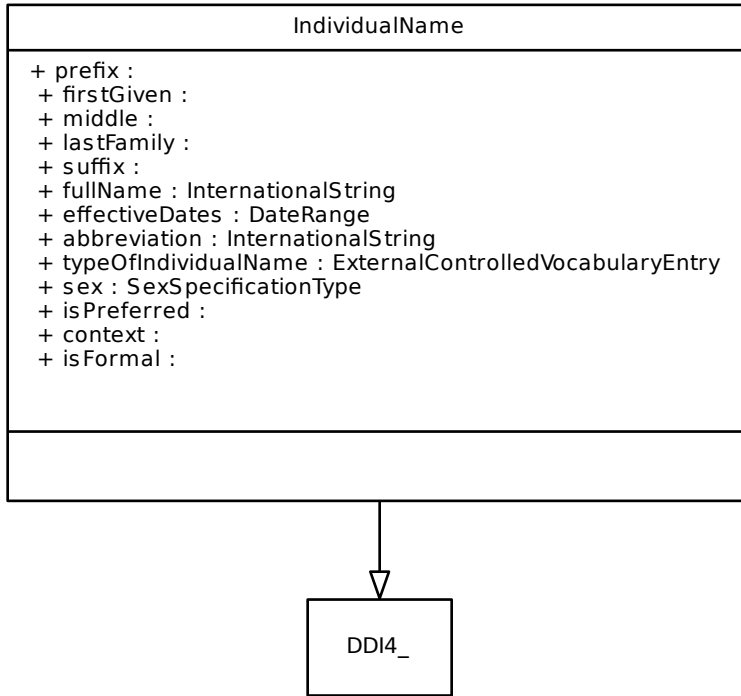 IndividualName
+ prefix :
+ firstGiven :
+ middle :
+ lastFamily :
+ suffix :
+ fullName : InternationalString
+ effectiveDates : DateRange
+ abbreviation : InternationalString
+ typeOfIndividualName : ExternalControlledVocabularyEntry
+ sex : SexSpecificationType
+ isPreferred :
+ context :
+ isFormal :
DDI4_